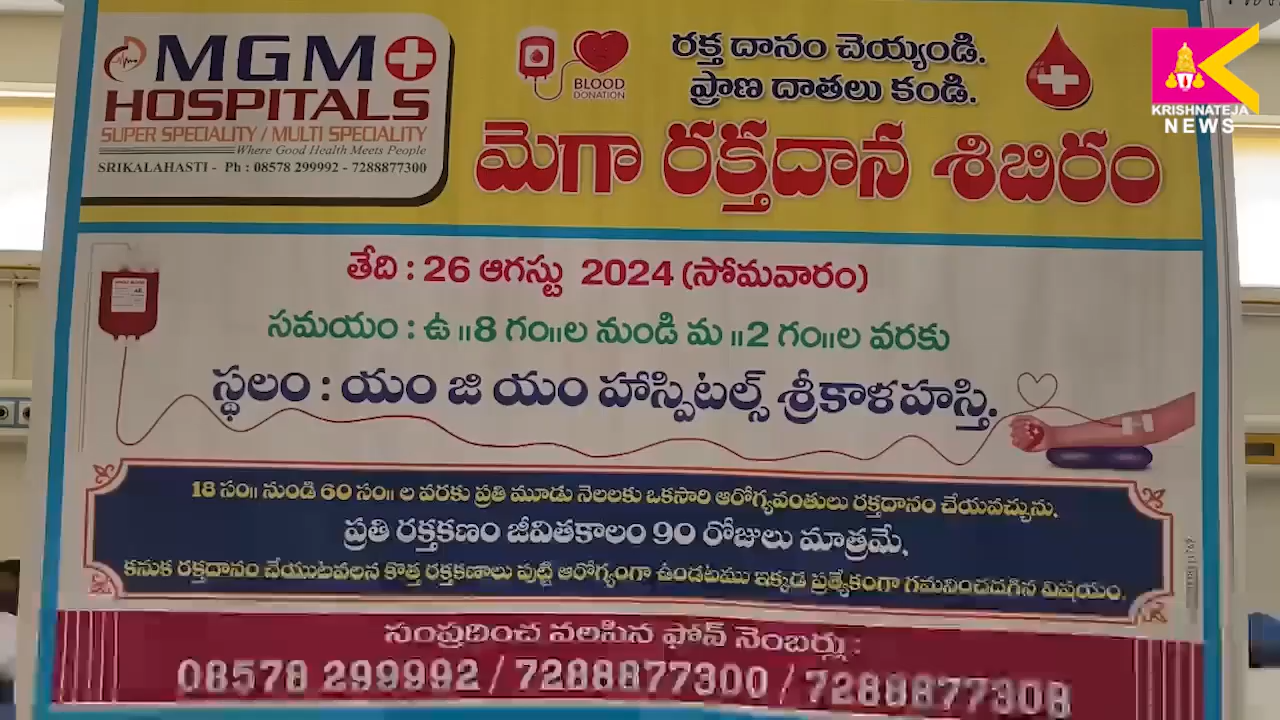 MGM
HOSPITALS
SUPER SPECIALITY / MULTI SPECIALITY
Where Good Health Meets People
SRIKALAHASTI - Ph : 08578 299992 - 7288877300
BLOOD
DONATION
రక్త దానం చెయ్యండి.
ప్రాణ దాతలు కండి.
మెగా రక్తదాన శిబిరం
KRISHNATEJA
NEWS
తేది : 26 ఆగస్టు 2024 (సోమవారం)
సమయం : ఉ ॥8 గం॥ల నుండి మ ॥2 గం॥ల వరకు
స్థలం : యం జి యం హాస్పిటల్స్ శ్రీకాళహస్తి.
18 సం॥ నుండి 60 సం॥ ల వరకు ప్రతి మూడు నెలలకు ఒకసారి ఆరోగ్యవంతులు రక్తదానం చేయవచ్చును.
ప్రతి రక్తకణం జీవితకాలం 90 రోజులు మాత్రమే.
కనుక రక్తదానం చేయుటవలన కొత్త రక్తకణాలు పుట్టి ఆరోగ్యంగా ఉండటము ఇక్కడ ప్రత్యేకంగా గమనించదగిన విషయం.
సంప్రదించ వలసిన ఫోన్ నెంబర్లు :
08578 299992 / 7288877300 / 7288877308